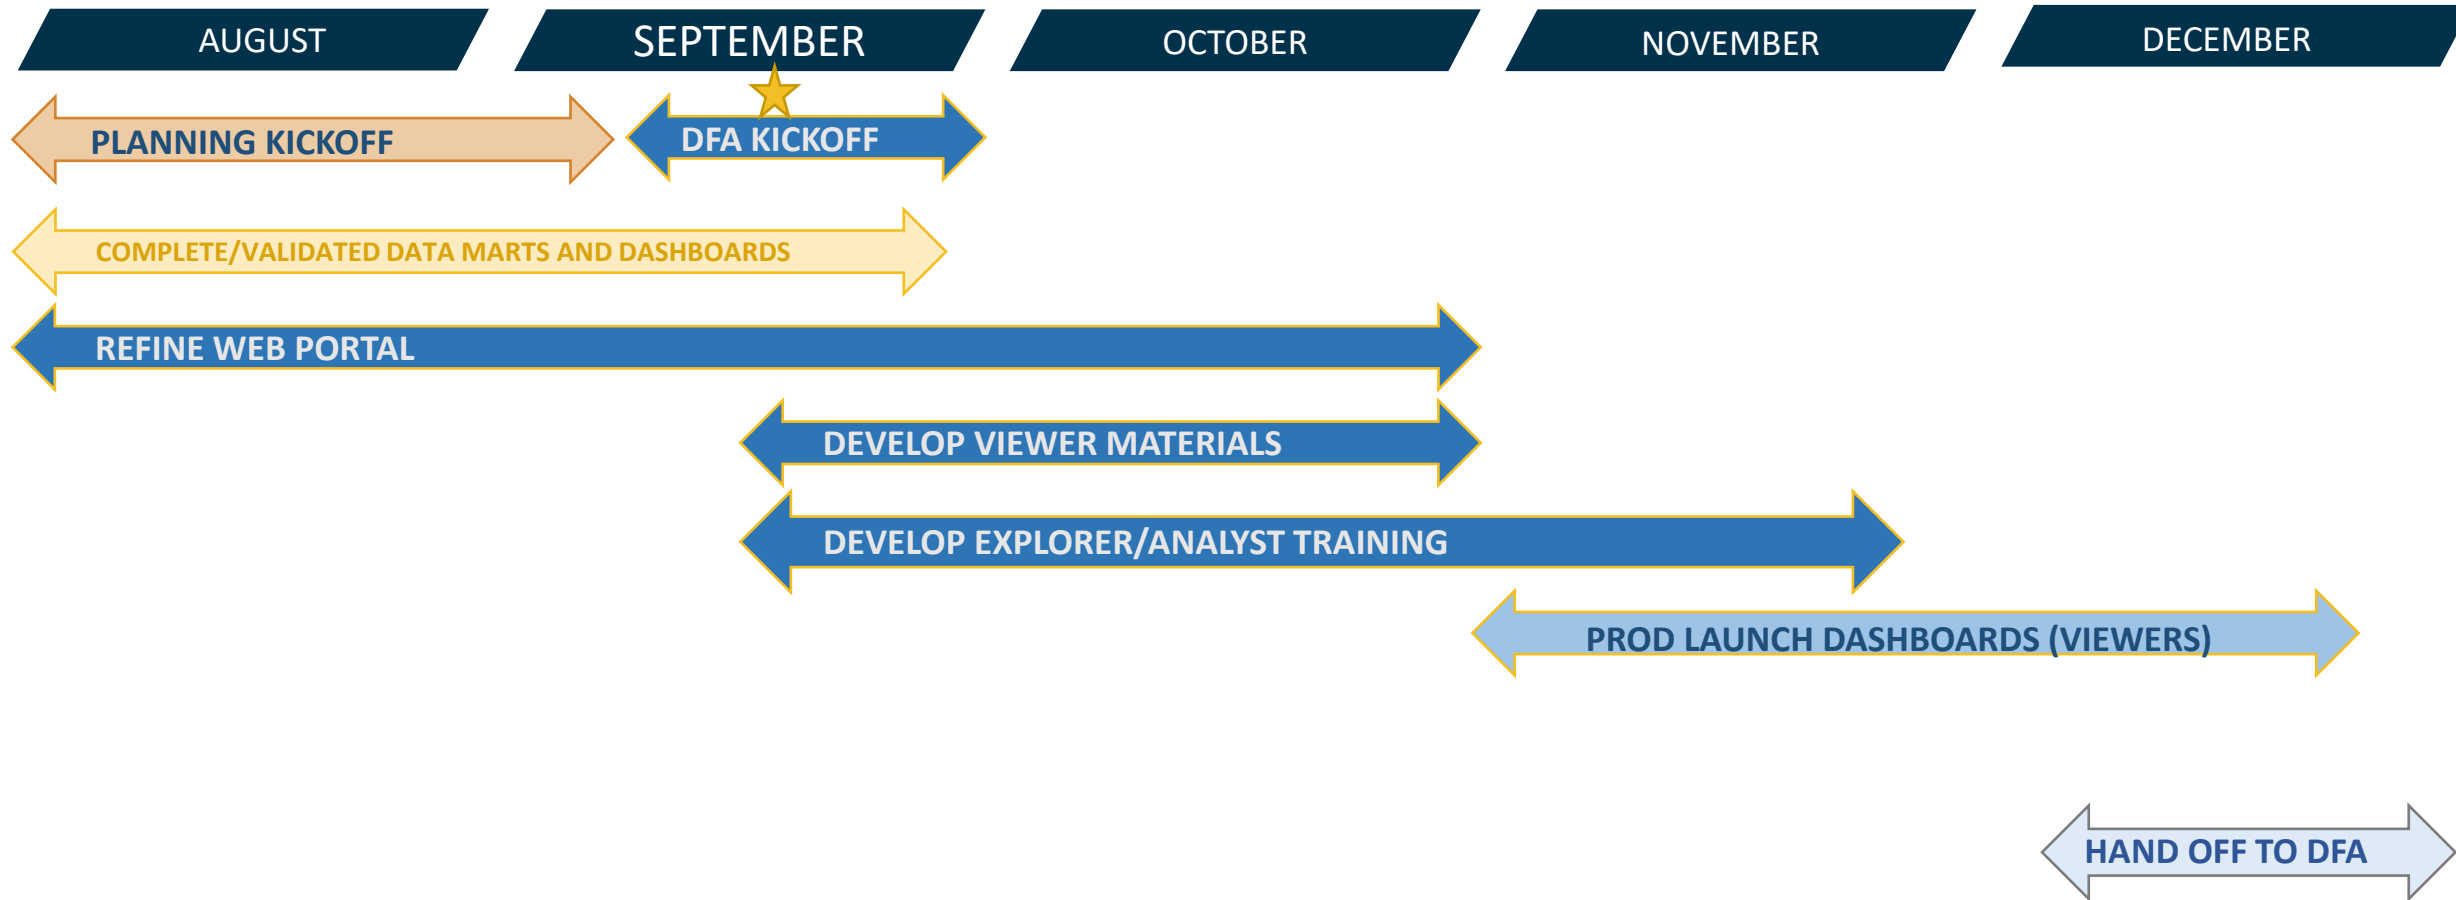 AUGUST
SEPTEMBER
OCTOBER
NOVEMBER
DECEMBER
PLANNING KICKOFF
DFA KICKOFF
COMPLETE/VALIDATED DATA MARTS AND DASHBOARDS
REFINE WEB PORTAL
DEVELOP VIEWER MATERIALS
DEVELOP EXPLORER/ANALYST TRAINING
PROD LAUNCH DASHBOARDS (VIEWERS)
HAND OFF TO DFA